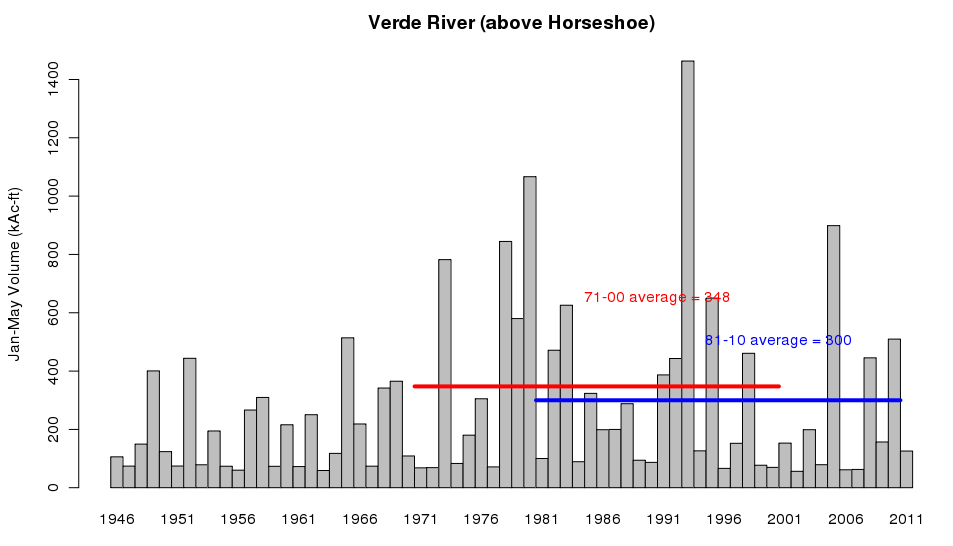 Verde River (above Horseshoe)
Jan-May Volume (kAc-ft)
1400
1200
1000
800
600
400
200
0
71-00 average = 348
81-10 average = 300
1946 1951 1956 1961 1966 1971 1976 1981 1986 1991 1996 2001 2006 2011